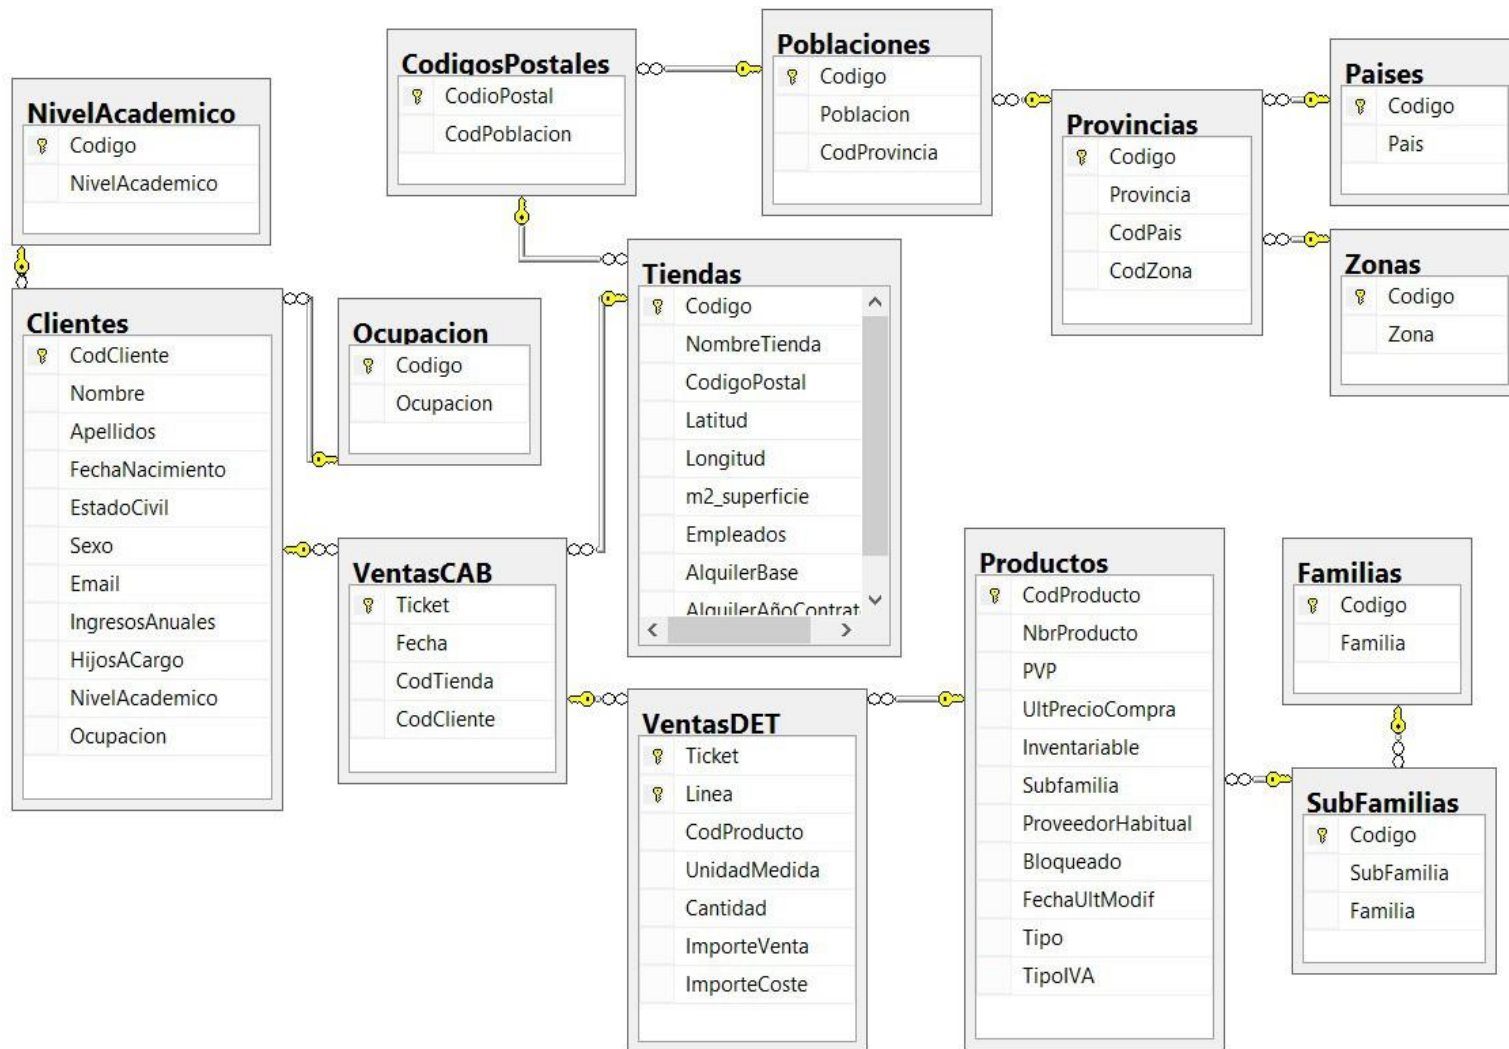 NivelAcademico
Codigo
NivelAcademico
CodigosPostales
CodioPostal
CodPoblacion
Poblaciones
Codigo
Poblacion
CodProvincia
Provincias
Codigo
Provincia
CodPais
CodZona
Paises
Codigo
Pais
Zonas
Codigo
Zona
Clientes
CodCliente
Nombre
Apellidos
FechaNacimiento
EstadoCivil
Sexo
Email
IngresosAnuales
HijosACargo
NivelAcademico
Ocupacion
Ocupacion
Codigo
Ocupacion
Tiendas
Codigo
NombreTienda
CodigoPostal
Latitud
Longitud
m2_superficie
Empleados
AlquilerBase
AlquilerAñoContrat
VentasCAB
Ticket
Fecha
CodTienda
CodCliente
VentasDET
Ticket
Linea
CodProducto
UnidadMedida
Cantidad
ImporteVenta
ImporteCoste
Productos
CodProducto
NbrProducto
PVP
UltPrecioCompra
Inventariable
Subfamilia
ProveedorHabitual
Bloqueado
FechaUltModif
Tipo
TipoIVA
Familias
Codigo
Familia
SubFamilias
Codigo
SubFamilia
Familia